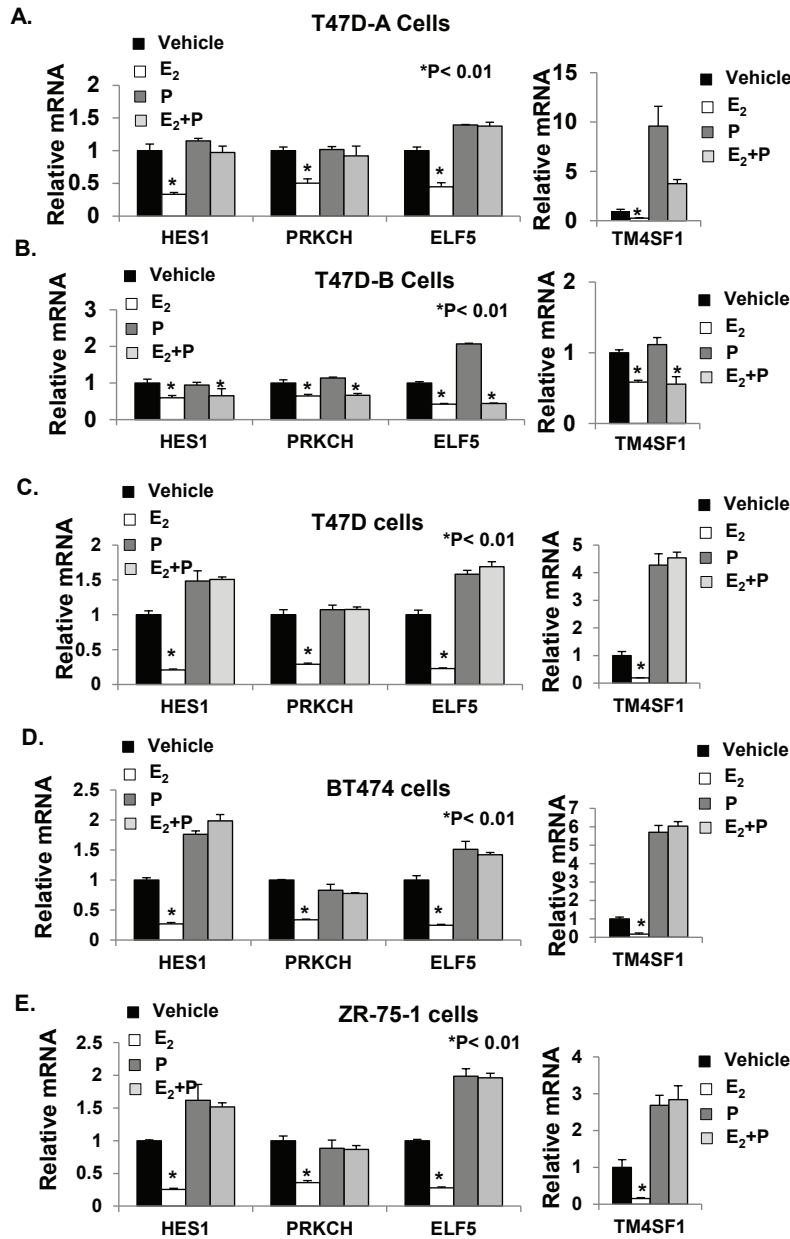 A.
T47D-A Cells
Relative mRNA
2
1.5
1
0.5
0
Vehicle
E₂
P
E₂+P
*P< 0.01
*
*
*
HES1
PRKCH
ELF5
Relative mRNA
15
10
5
0
*
TM4SF1
Vehicle
E₂
P
E₂+P
B.
T47D-B Cells
Relative mRNA
3
2
1
0
Vehicle
E₂
P
E₂+P
*P< 0.01
*
*
*
*
*
*
HES1
PRKCH
ELF5
Relative mRNA
2
1
0
*
*
TM4SF1
Vehicle
E₂
P
E₂+P
C.
T47D cells
Relative mRNA
2
1.5
1
0.5
0
Vehicle
E₂
P
E₂+P
*P< 0.01
*
*
*
HES1
PRKCH
ELF5
Relative mRNA
5
4
3
2
1
0
*
TM4SF1
Vehicle
E₂
P
E₂+P
D.
BT474 cells
Relative mRNA
2.5
2
1.5
1
0.5
0
Vehicle
E₂
P
E₂+P
*P< 0.01
*
*
*
HES1
PRKCH
ELF5
Relative mRNA
7
6
5
4
3
2
1
0
*
TM4SF1
Vehicle
E₂
P
E₂+P
E.
ZR-75-1 cells
Relative mRNA
2.5
2
1.5
1
0.5
0
Vehicle
E₂
P
E₂+P
*P< 0.01
*
*
*
HES1
PRKCH
ELF5
Relative mRNA
4
3
2
1
0
*
TM4SF1
Vehicle
E₂
P
E₂+P